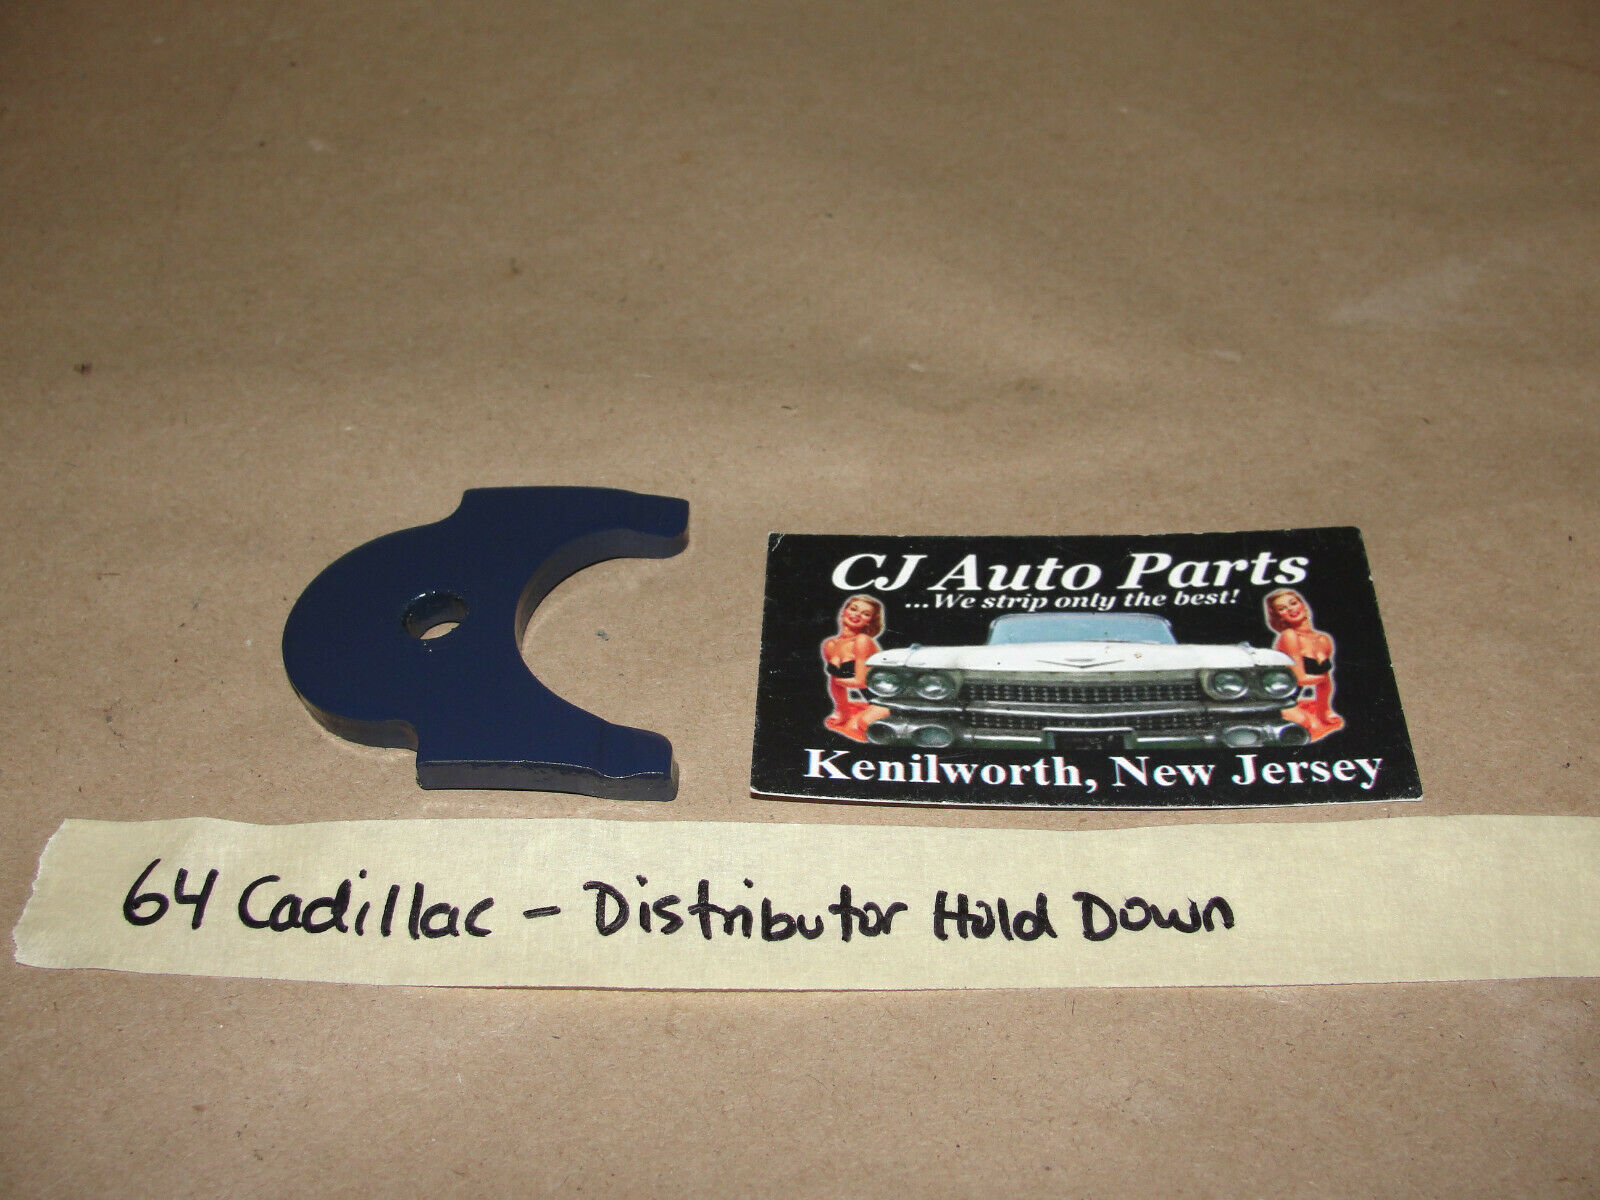 CJ Auto Parts
...We strip only the best!
Kenilworth, New Jersey
64 Cadillac - Distributor Hold Down